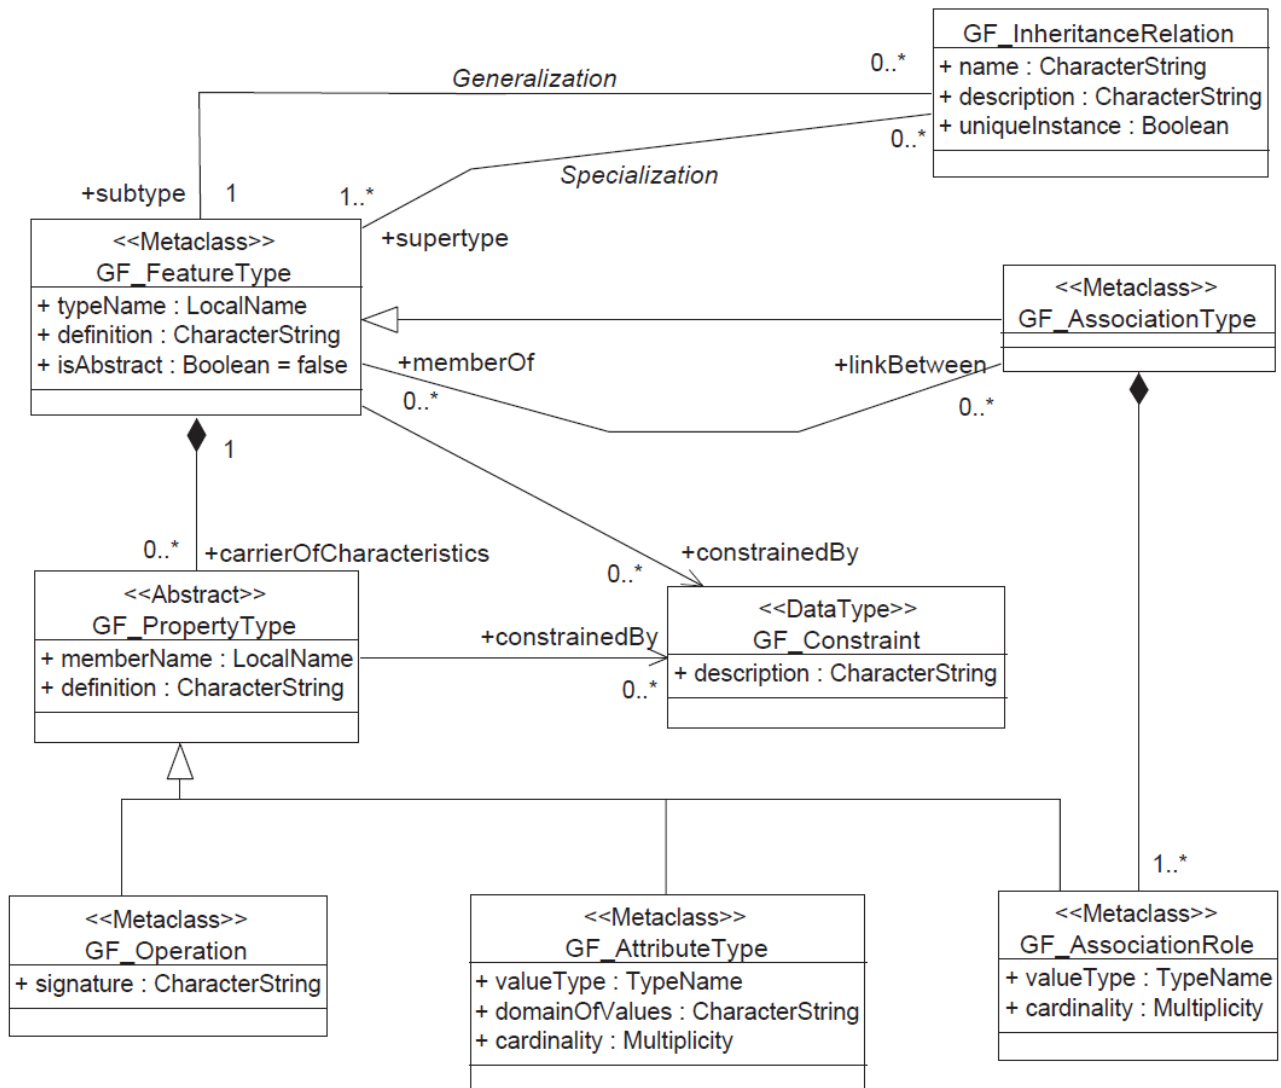 GF_InheritanceRelation
+ name : CharacterString
+ description : CharacterString
+ uniqueInstance : Boolean
0..*
Generalization
0..*
Specialization
+subtype
1
1..*
+supertype
<<Metaclass>>
GF_FeatureType
+ typeName : LocalName
+ definition : CharacterString
+ isAbstract : Boolean = false
<<Metaclass>>
GF_AssociationType
+memberOf
0..*
+linkBetween
0..*
1
0..*
+carrierOfCharacteristics
+constrainedBy
0..*
<<Abstract>>
GF_PropertyType
+ memberName : LocalName
+ definition : CharacterString
+constrainedBy
0..*
<<DataType>>
GF_Constraint
+ description : CharacterString
1..*
<<Metaclass>>
GF_Operation
+ signature : CharacterString
<<Metaclass>>
GF_AttributeType
+ valueType : TypeName
+ domainOfValues : CharacterString
+ cardinality : Multiplicity
<<Metaclass>>
GF_AssociationRole
+ valueType : TypeName
+ cardinality : Multiplicity